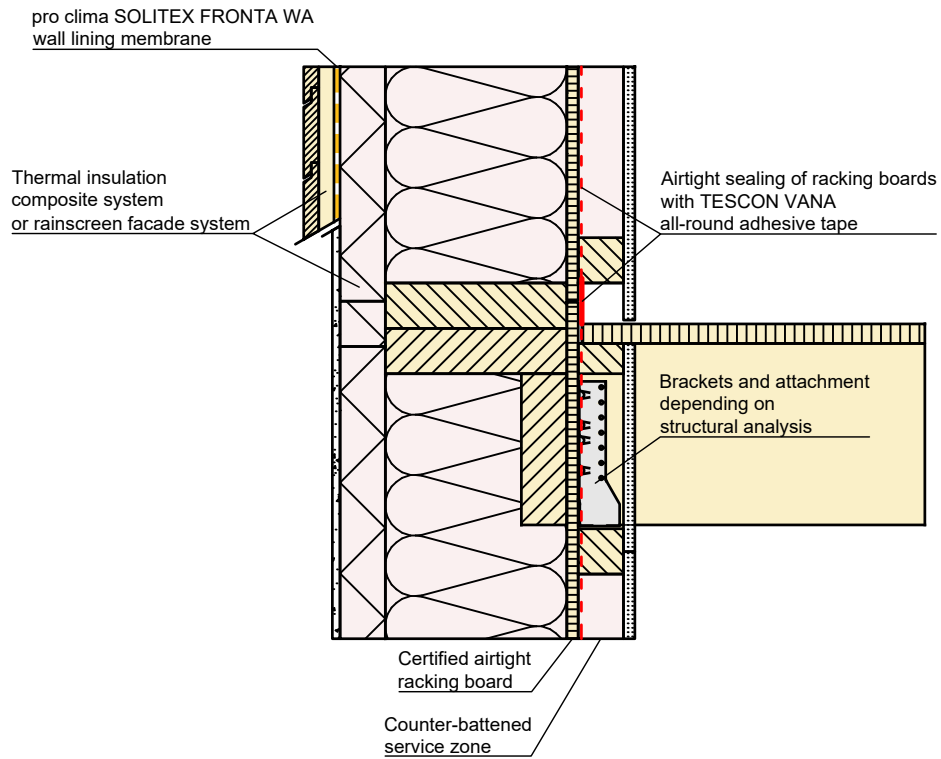 pro clima SOLITEX FRONTA WA
wall lining membrane
Thermal insulation
composite system
or rainscreen facade system
Airtight sealing of racking boards
with TESCON VANA
all-round adhesive tape
Brackets and attachment
depending on
structural analysis
Certified airtight
racking board
Counter-battened
service zone